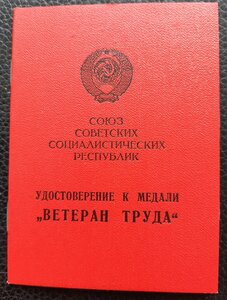 СОЮЗ
СОВЕТСКИХ
СОЦИАЛИСТИЧЕСКИХ
РЕСПУБЛИК
УДОСТОВЕРЕНИЕ К МЕДАЛИ
„ВЕТЕРАН ТРУДА“